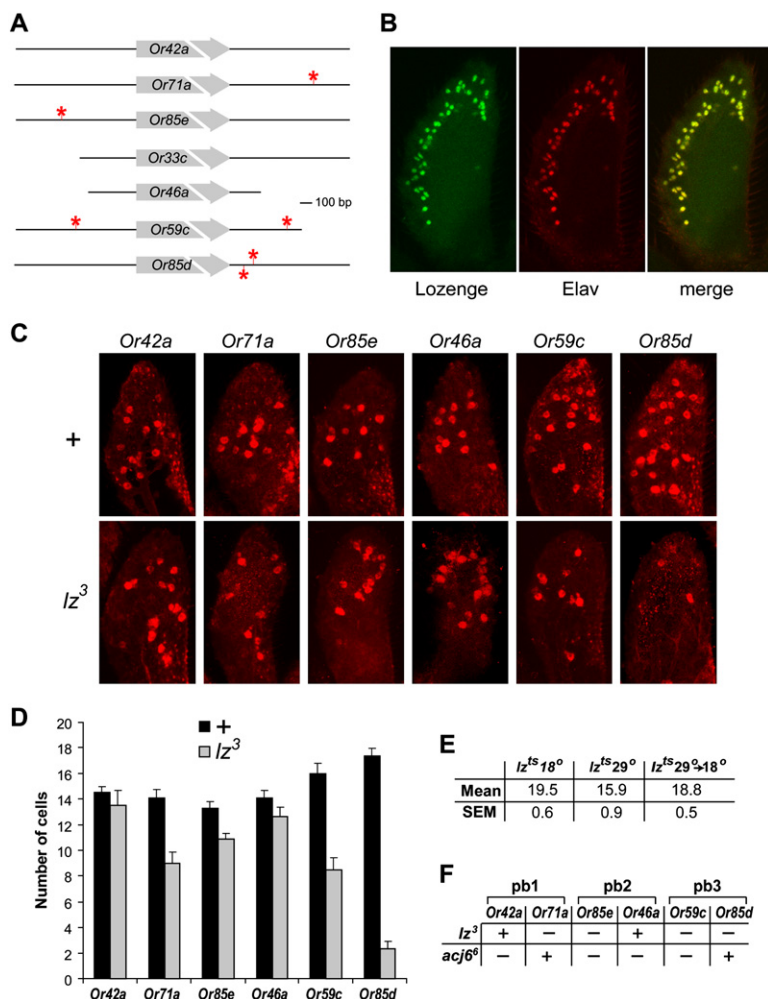 A
Or42a
Or71a
*
Or85e
*
Or33c
Or46a
100 bp
Or59c
* *
Or85d
* *
B
Lozenge Elav merge
C
Or42a Or71a Or85e Or46a Or59c Or85d
+
lz³
D
Number of cells
20
18
16
14
12
10
8
6
4
2
0
+
lz³
Or42a Or71a Or85e Or46a Or59c Or85d
E
lzᵗˢ18° lzᵗˢ29° lzᵗˢ29°→18°
Mean 19.5 15.9 18.8
SEM 0.6 0.9 0.5
F
pb1 pb2 pb3
Or42a Or71a Or85e Or46a Or59c Or85d
lz³ + – – + – –
acj6⁶ – + – – – +